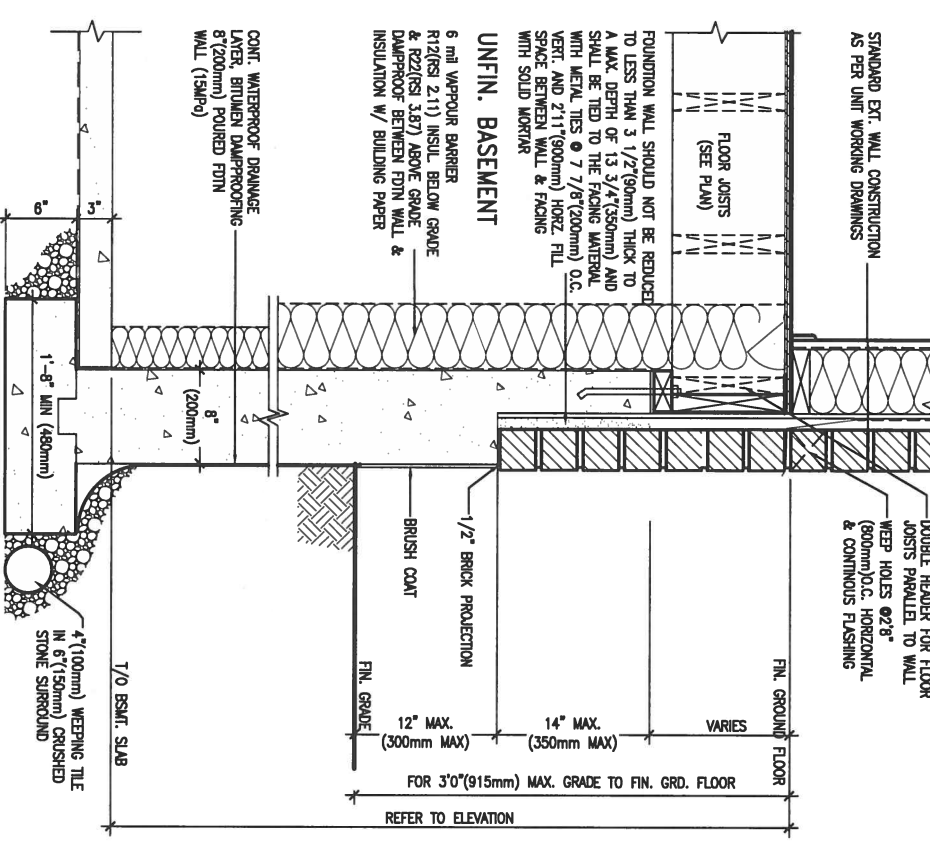 STANDARD EXT. WALL CONSTRUCTION
AS PER UNIT WORKING DRAWINGS
FLOOR JOISTS
(SEE PLAN)
FOUNDTION WALL SHOULD NOT BE REDUCED
TO LESS THAN 3 1/2"(90mm) THICK TO
A MAX. DEPTH OF 13 3/4"(350mm) AND
SHALL BE TIED TO THE FACING MATERIAL
WITH METAL TIES @ 7 7/8"(200mm) O.C.
VERT. AND 2'11"(900mm) HORZ. FILL
SPACE BETWEEN WALL & FACING
WITH SOLID MORTAR
UNFIN. BASEMENT
6 mil VAPPOUR BARRIER
R12(RSI 2.11) INSUL BELOW GRADE
& R22(RSI 3.87) ABOVE GRADE
DAMPPROOF BETWEEN FDTN WALL &
INSULATION W/ BUILDING PAPER
CONT. WATERPROOF DRAINAGE
LAYER, BITUMEN DAMPPROOFING
8"(200mm) POURED FDTN
WALL (15MPa)
6"
3"
8"
(200mm)
1'-8" MIN (480mm)
DOUBLE HEADER FOR FLOOR
JOISTS PARALLEL TO WALL
WEEP HOLES @2'8"
(800mm)O.C. HORIZONTAL
& CONTINOUS FLASHING
1/2" BRICK PROJECTION
BRUSH COAT
FIN. GROUND FLOOR
FIN. GRADE
T/O BSMT. SLAB
4"(100mm) WEEPING TILE
IN 6"(150mm) CRUSHED
STONE SURROUND
12" MAX.
(300mm MAX)
14" MAX.
(350mm MAX)
VARIES
FOR 3'0"(915mm) MAX. GRADE TO FIN. GRD. FLOOR
REFER TO ELEVATION